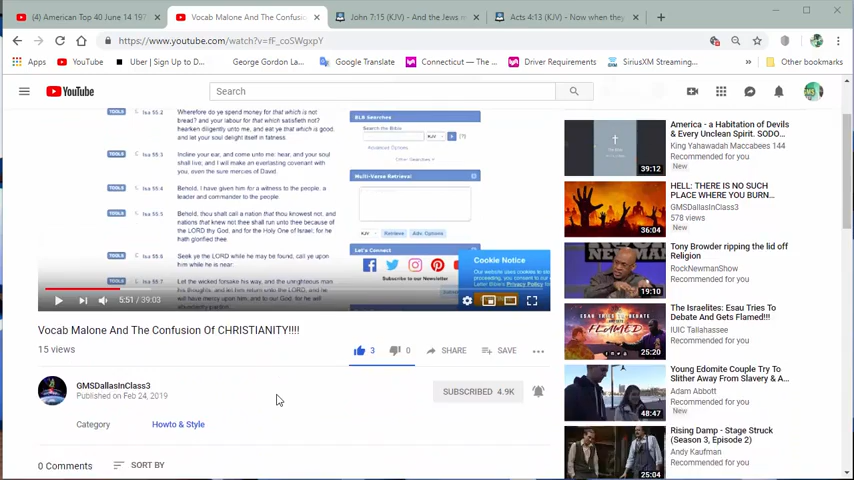 (4) American Top 40 June 14 197
Vocab Malone And The Confusio
John 7:15 (KJV) - And the Jews m
Acts 4:13 (KJV) - Now when they
https://www.youtube.com/watch?v=fF_coSWgxpY
Apps
YouTube
Uber | Sign Up to D...
George Gordon La...
Google Translate
Connecticut — The...
Driver Requirements
SiriusXM Streaming...
Other bookmarks
YouTube
Search
TOOLS Isa 55:2 Wherefore do ye spend money for that which is not
bread? and your labour for that which satisfieth not?
hearken diligently unto me, and eat ye that which is good,
and let your soul delight itself in fatness.
TOOLS Isa 55:3 Incline your ear, and come unto me: hear, and your soul
shall live; and I will make an everlasting covenant with
you, even the sure mercies of David.
TOOLS Isa 55:4 Behold, I have given him for a witness to the people, a
leader and commander to the people.
TOOLS Isa 55:5 Behold, thou shalt call a nation that thou knowest not, and
nations that knew not thee shall run unto thee because of
the LORD thy God, and for the Holy One of Israel; for he
hath glorified thee.
TOOLS Isa 55:6 Seek ye the LORD while he may be found, call ye upon
him while he is near:
TOOLS Isa 55:7 Let the wicked forsake his way, and the unrighteous man
his thoughts: and let him return unto the LORD, and he
will have mercy upon him; and to our God, for he will
BLB Searches
Search the Bible
KJV
[?]
Advanced Options
Other Searches
Multi-Verse Retrieval
KJV
Retrieve
Adv. Options
Let's Connect
Subscribe to our Newsletter
Cookie Notice
Our website uses cookies to
5:51 / 39:03
Vocab Malone And The Confusion Of CHRISTIANITY!!!!
15 views
3
0
SHARE
SAVE
GMSDallasInClass3
Published on Feb 24, 2019
SUBSCRIBED 4.9K
Category
Howto & Style
0 Comments
SORT BY
America - a Habitation of Devils
& Every Unclean Spirit. SODO...
King Yahawadah Maccabees 144
Recommended for you
New
39:12
HELL: THERE IS NO SUCH
PLACE WHERE YOU BURN...
GMSDallasInClass3
578 views
New
36:04
Tony Browder ripping the lid off
Religion
RockNewmanShow
Recommended for you
19:10
The Israelites: Esau Tries To
Debate And Gets Flamed!!!
IUIC Tallahassee
Recommended for you
25:20
Young Edomite Couple Try To
Slither Away From Slavery & A...
Adam Abbott
Recommended for you
New
48:47
Rising Damp - Stage Struck
(Season 3, Episode 2)
Andy Kaufman
Recommended for you
25:04